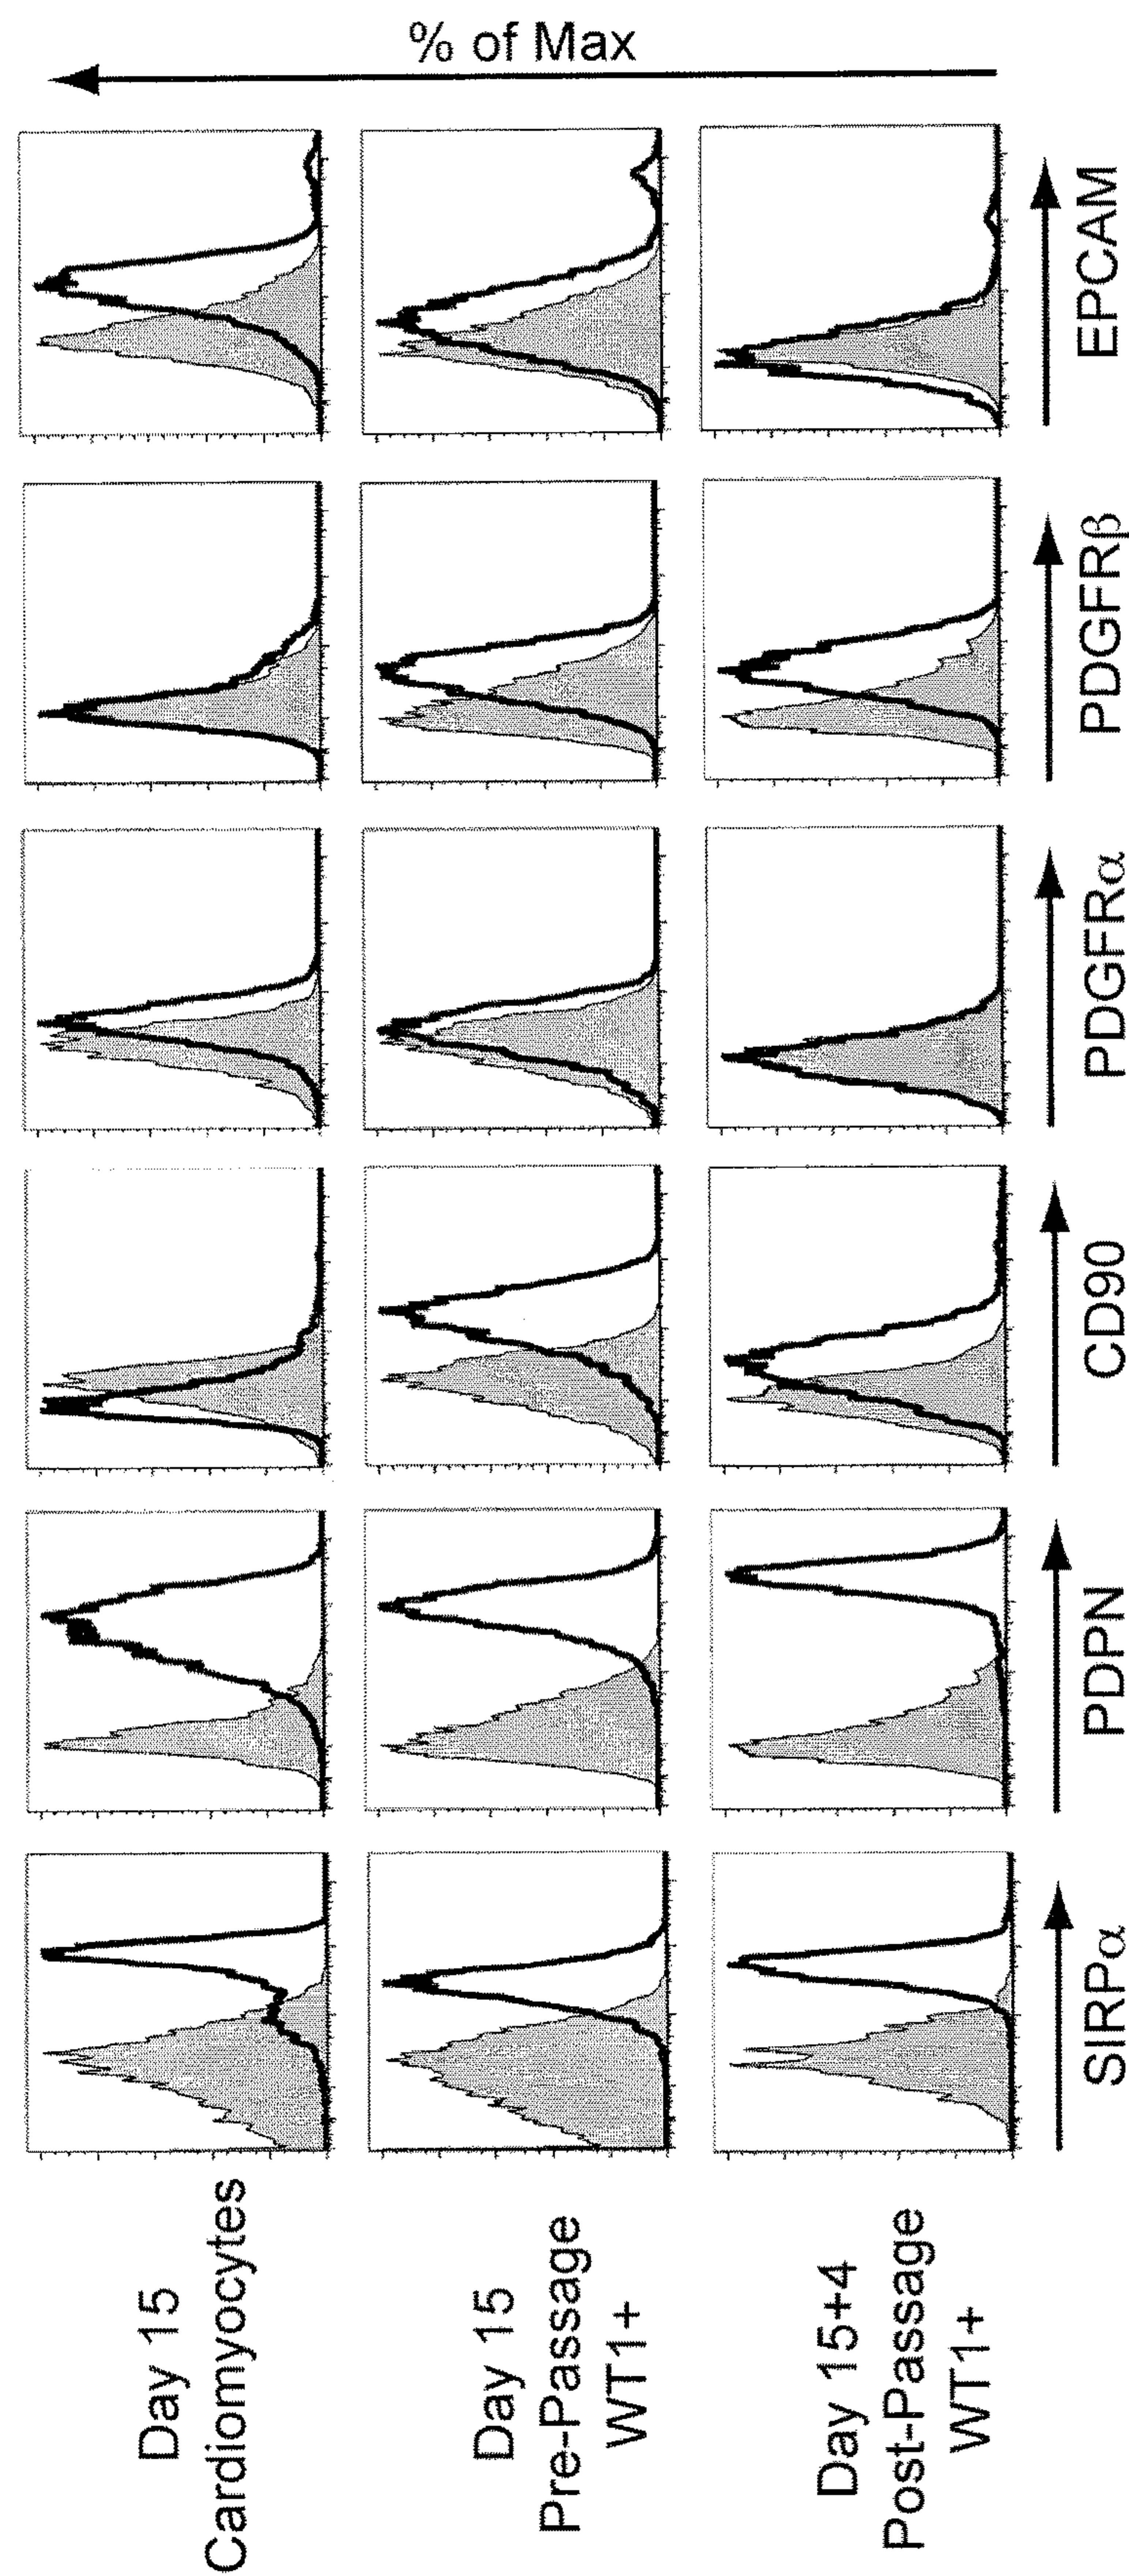 % of Max
Day 15
Cardiomyocytes
Day 15
Pre-Passage
WT1+
Day 15+4
Post-Passage
WT1+
SIRPα
PDPN
CD90
PDGFRα
PDGFRβ
EPCAM